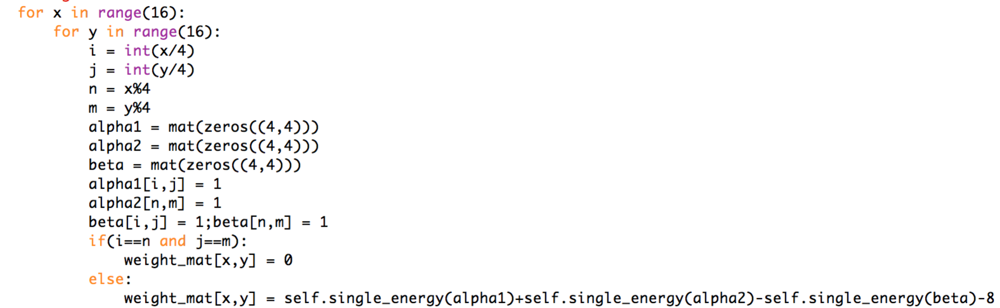 for x in range(16):
    for y in range(16):
        i = int(x/4)
        j = int(y/4)
        n = x%4
        m = y%4
        alpha1 = mat(zeros((4,4)))
        alpha2 = mat(zeros((4,4)))
        beta = mat(zeros((4,4)))
        alpha1[i,j] = 1
        alpha2[n,m] = 1
        beta[i,j] = 1;beta[n,m] = 1
        if(i==n and j==m):
            weight_mat[x,y] = 0
        else:
            weight_mat[x,y] = self.single_energy(alpha1)+self.single_energy(alpha2)-self.single_energy(beta)-8